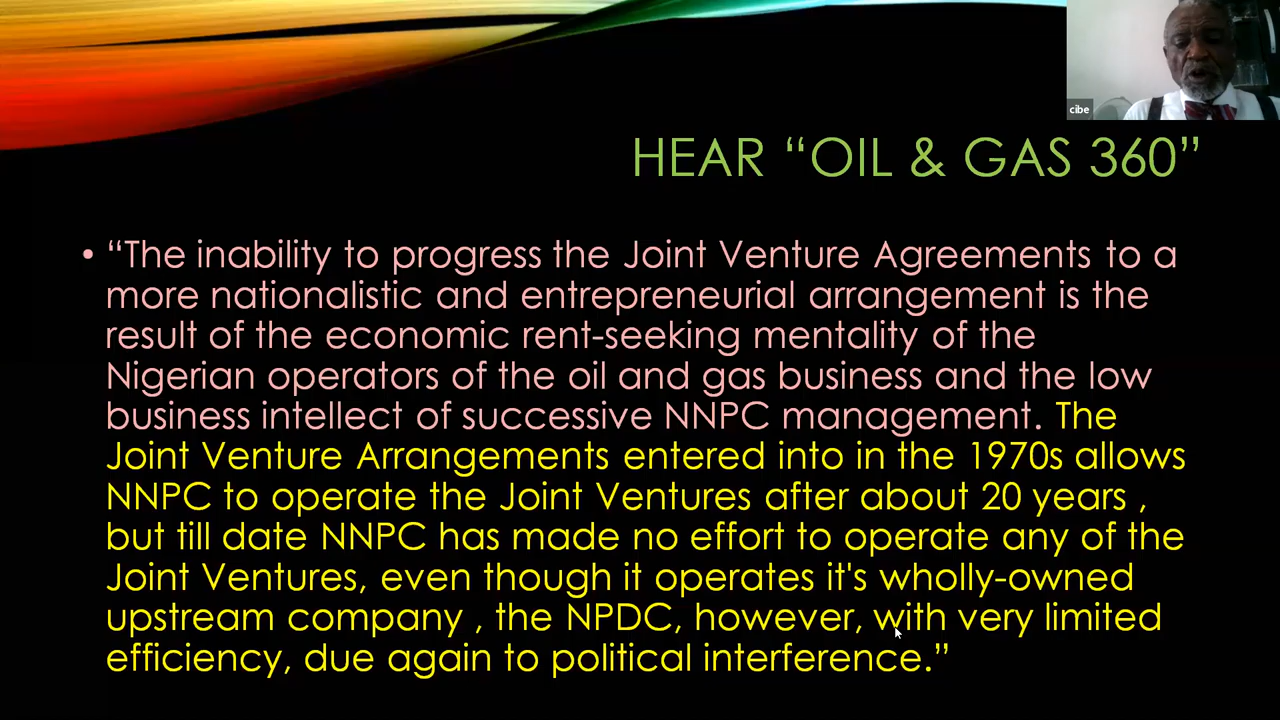 cibe
HEAR “OIL & GAS 360”
• “The inability to progress the Joint Venture Agreements to a
more nationalistic and entrepreneurial arrangement is the
result of the economic rent-seeking mentality of the
Nigerian operators of the oil and gas business and the low
business intellect of successive NNPC management. The
Joint Venture Arrangements entered into in the 1970s allows
NNPC to operate the Joint Ventures after about 20 years ,
but till date NNPC has made no effort to operate any of the
Joint Ventures, even though it operates it's wholly-owned
upstream company , the NPDC, however, with very limited
efficiency, due again to political interference.”